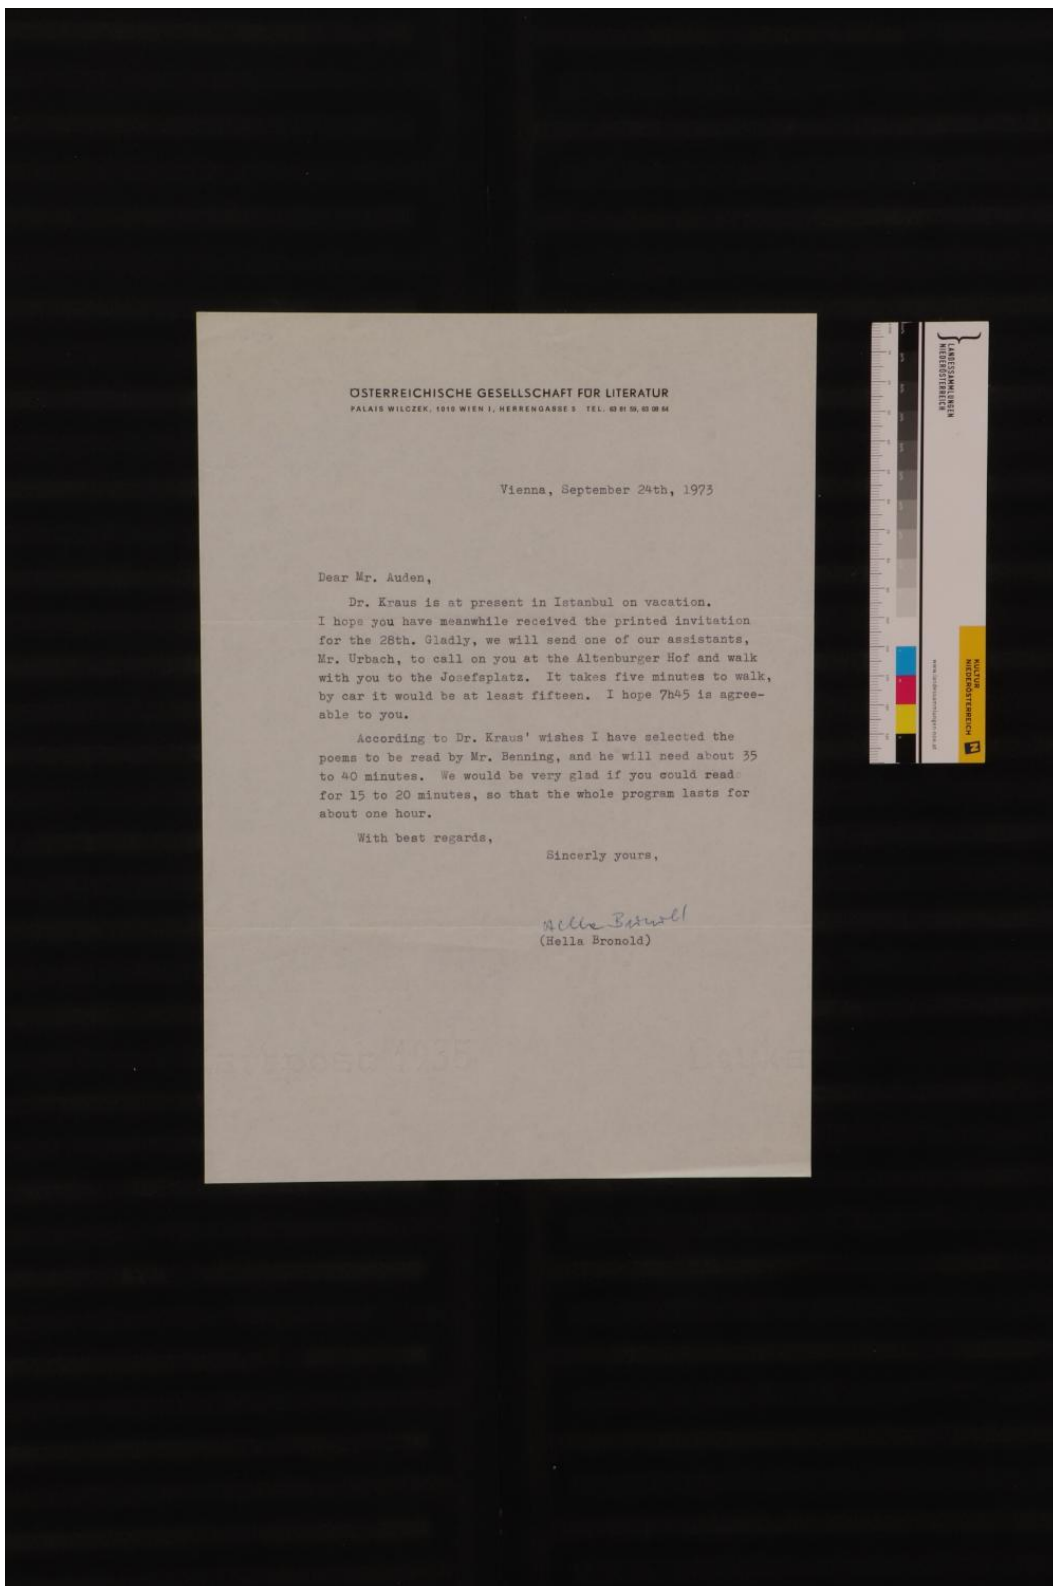 ÖSTERREICHISCHE GESELLSCHAFT FÜR LITERATUR
PALAIS WILCZEK, 1010 WIEN I, HERRENGASSE 5 TEL.
Vienna, September 24th, 1973
Dear Mr. Auden,
Dr. Kraus is at present in Istanbul on vacation.
I hope you have meanwhile received the printed invitation
for the 28th. Gladly, we will send one of our assistants,
Mr. Urbach, to call on you at the Altenburger Hof and walk
with you to the Josefsplatz. It takes five minutes to walk,
by car it would be at least fifteen. I hope 7h45 is agree-
able to you.
According to Dr. Kraus' wishes I have selected the
poems to be read by Mr. Benning, and he will need about 35
to 40 minutes. We would be very glad if you could read
for 15 to 20 minutes, so that the whole program lasts for
about one hour.
With best regards,
Sincerly yours,
Hella Bronold
(Hella Bronold)
LANDESSAMMLUNGEN
NIEDERÖSTERREICH
www.landessammlungen-noe.at
KULTUR
NIEDERÖSTERREICH N